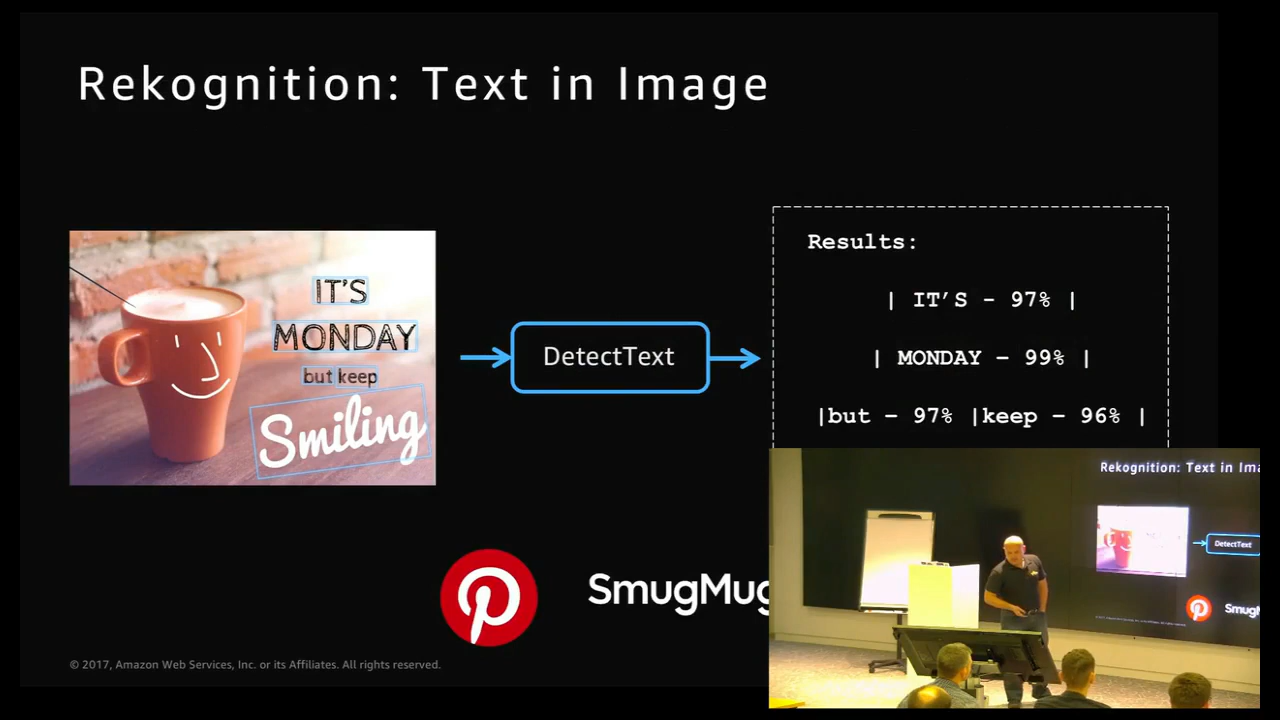 Rekognition: Text in Image
IT'S
MONDAY
but keep
Smiling
DetectText
Results:
| IT’S – 97% |
| MONDAY – 99% |
|but – 97% |keep – 96% |
SmugMug
© 2017, Amazon Web Services, Inc. or its Affiliates. All rights reserved.
Rekognition: Text in Ima
DetectText
SmugM